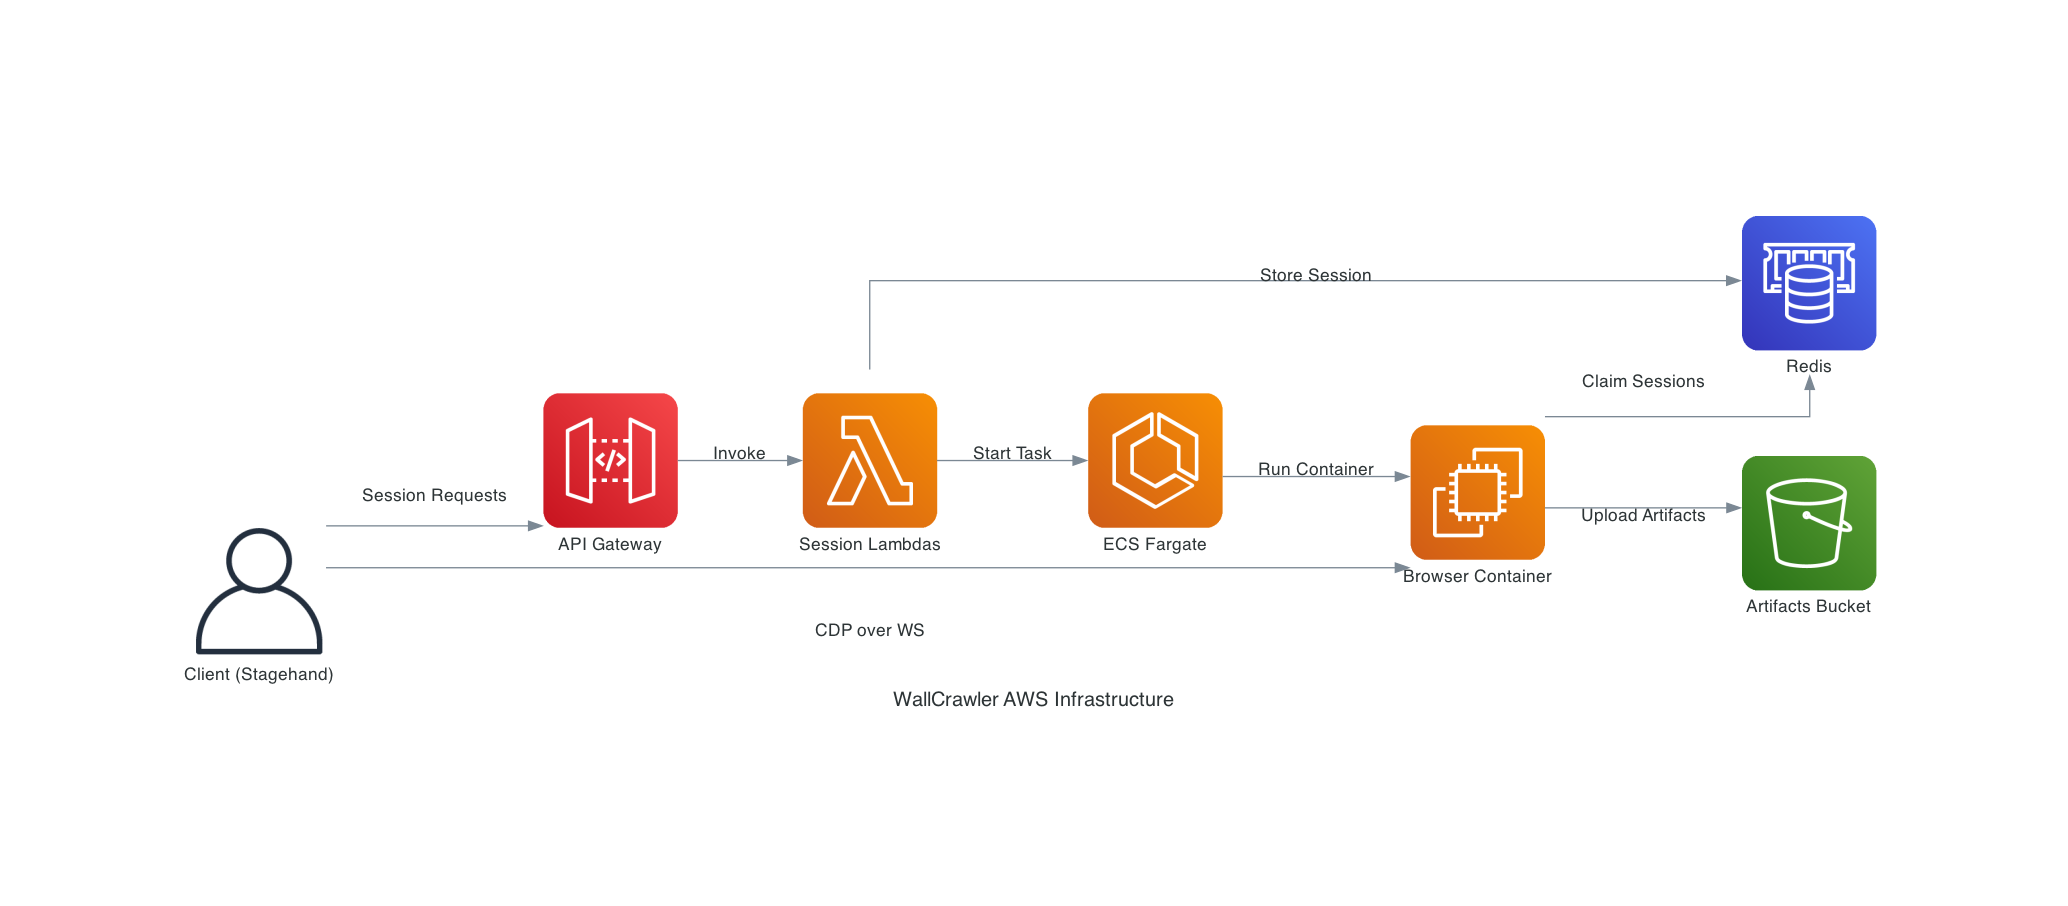 Store Session
Redis
Claim Sessions
Session Requests
Invoke
Start Task
Run Container
Upload Artifacts
API Gateway
Session Lambdas
ECS Fargate
Browser Container
Artifacts Bucket
CDP over WS
Client (Stagehand)
WallCrawler AWS Infrastructure